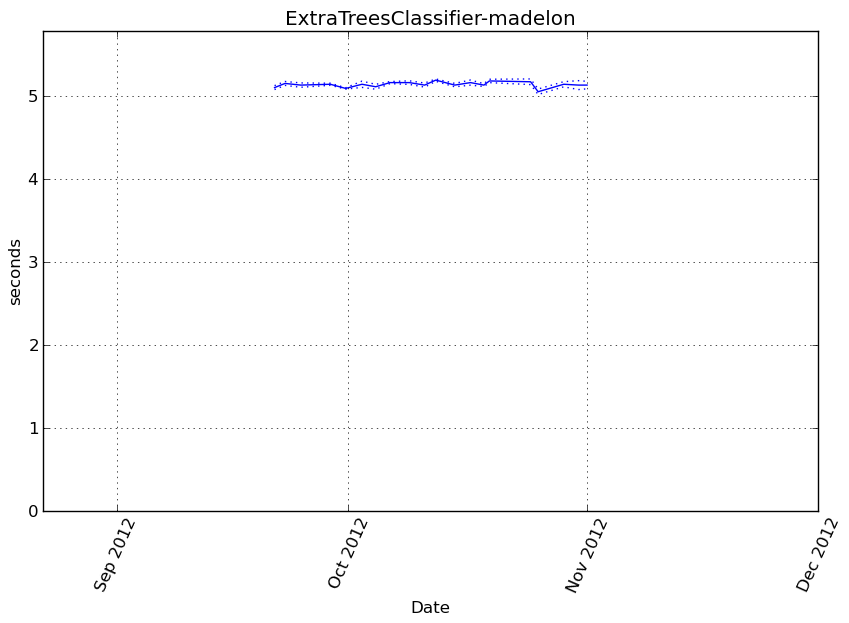 ExtraTreesClassifier-madelon
5
4
3
2
1
0
seconds
Sep 2012
Oct 2012
Nov 2012
Dec 2012
Date